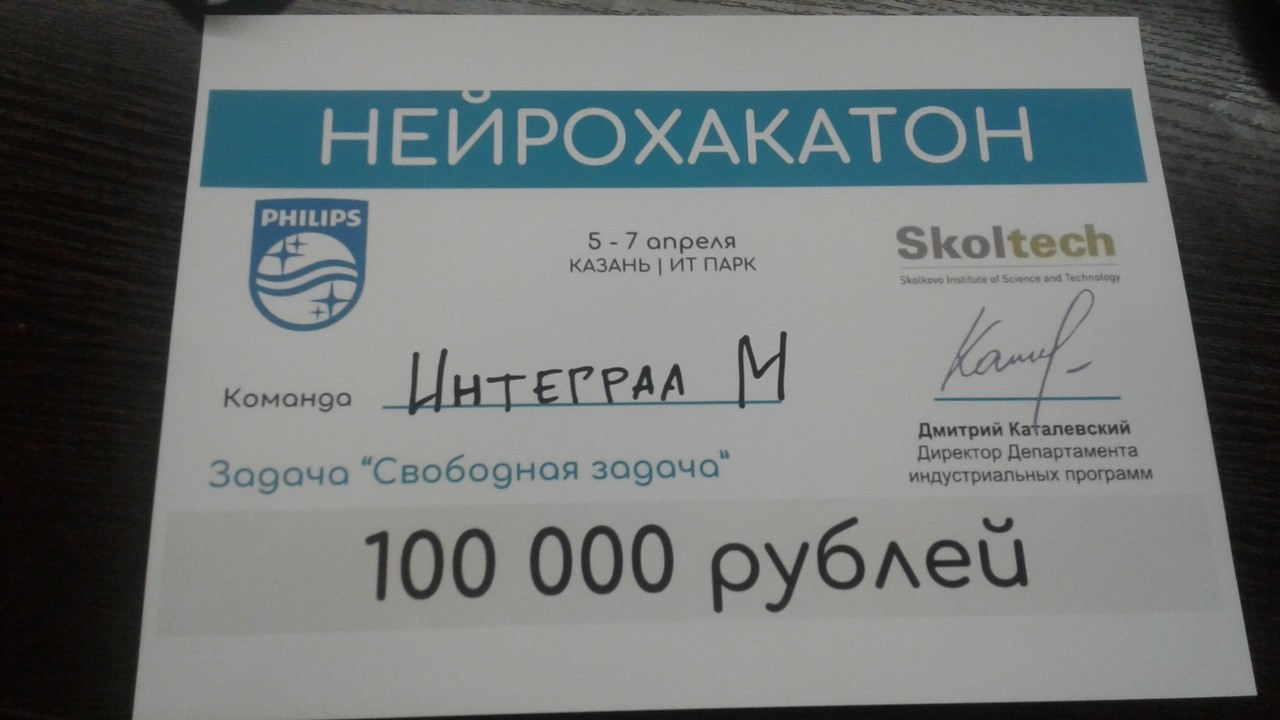 НЕЙРОХАКАТОН
PHILIPS
5 - 7 апреля
КАЗАНЬ | ИТ ПАРК
Skoltech
Skolkovo Institute of Science and Technology
Команда ИНТЕГРАЛ М
Дмитрий Каталевский
Директор Департамента
индустриальных программ
Задача "Свободная задача"
100 000 рублей